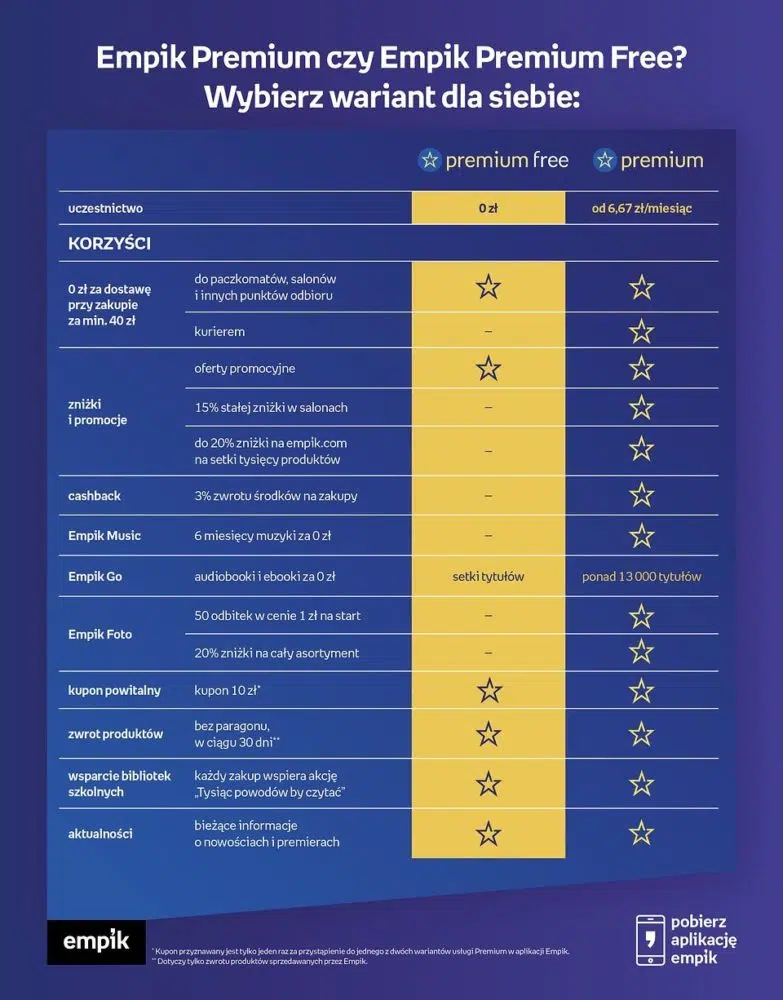 Empik Premium czy Empik Premium Free?
Wybierz wariant dla siebie:
premium free
premium
uczestnictwo
0 zł
od 6,67 zł/miesiąc
KORZYŚCI
0 zł za dostawę
przy zakupie
za min. 40 zł
do paczkomatów, salonów
i innych punktów odbioru
kurierem
–
zniżki
i promocje
oferty promocyjne
15% stałej zniżki w salonach
–
do 20% zniżki na empik.com
na setki tysięcy produktów
–
cashback
3% zwrotu środków na zakupy
–
Empik Music
6 miesięcy muzyki za 0 zł
–
Empik Go
audiobooki i ebooki za 0 zł
setki tytułów
ponad 13 000 tytułów
Empik Foto
50 odbitek w cenie 1 zł na start
–
20% zniżki na cały asortyment
–
kupon powitalny
kupon 10 zł*
zwrot produktów
bez paragonu,
w ciągu 30 dni**
wsparcie bibliotek
szkolnych
każdy zakup wspiera akcję
„Tysiąc powodów by czytać”
aktualności
bieżące informacje
o nowościach i premierach
empik
* Kupon przyznawany jest tylko jeden raz za przystąpienie do jednego z dwóch wariantów usługi Premium w aplikacji Empik.
** Dotyczy tylko zwrotu produktów sprzedawanych przez Empik.
pobierz
aplikację
empik